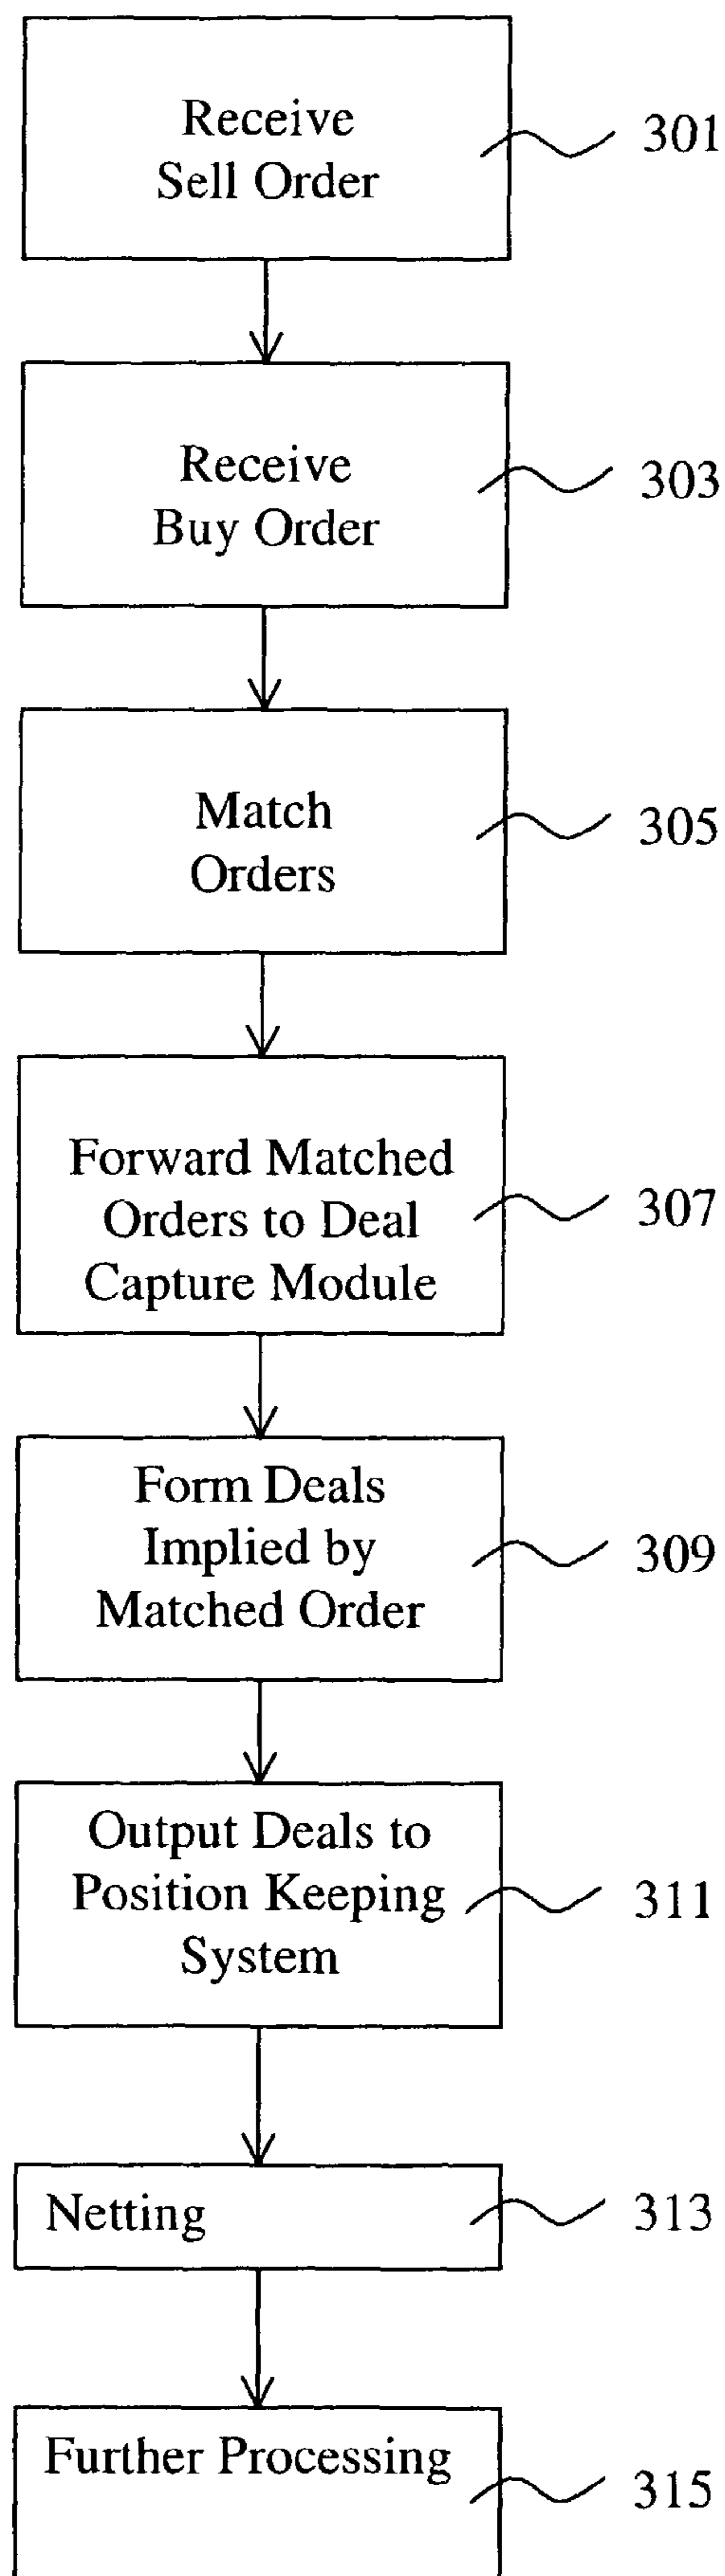 Receive
Sell Order
301
Receive
Buy Order
303
Match
Orders
305
Forward Matched
Orders to Deal
Capture Module
307
Form Deals
Implied by
Matched Order
309
Output Deals to
Position Keeping
System
311
Netting
313
Further Processing
315